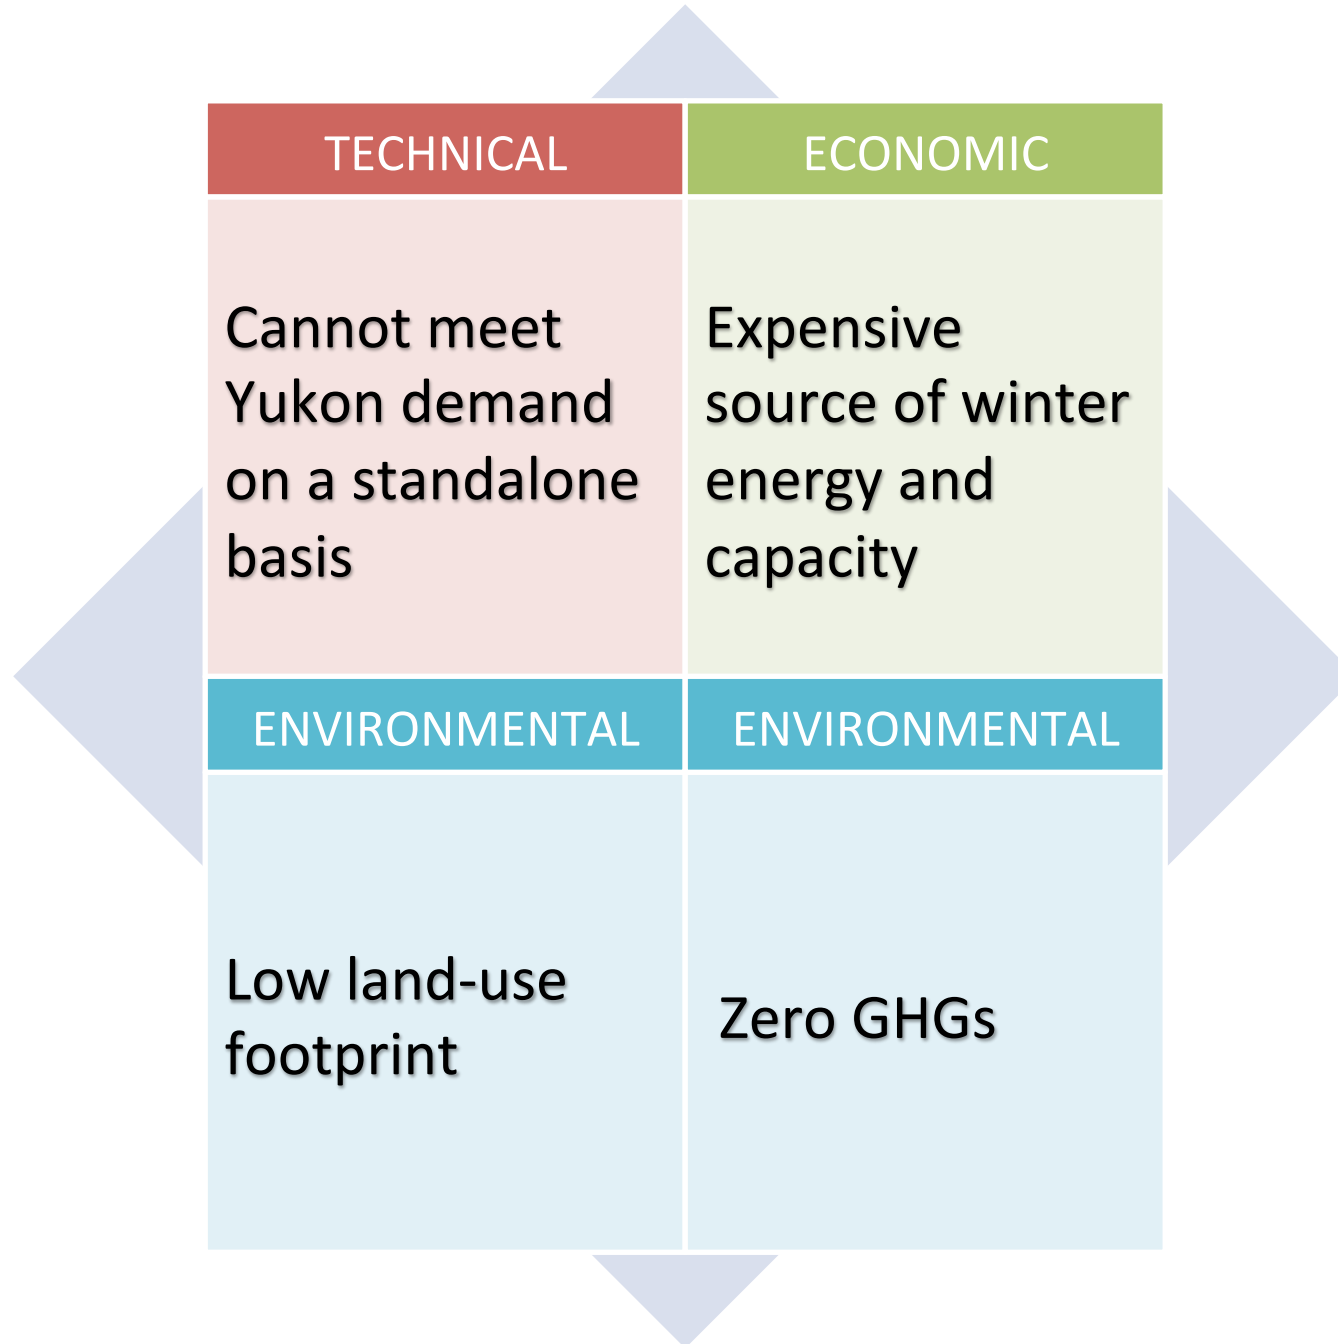 TECHNICAL
ECONOMIC
Cannot meet
Yukon demand
on a standalone
basis
Expensive
source of winter
energy and
capacity
ENVIRONMENTAL
ENVIRONMENTAL
Low land-use
footprint
Zero GHGs